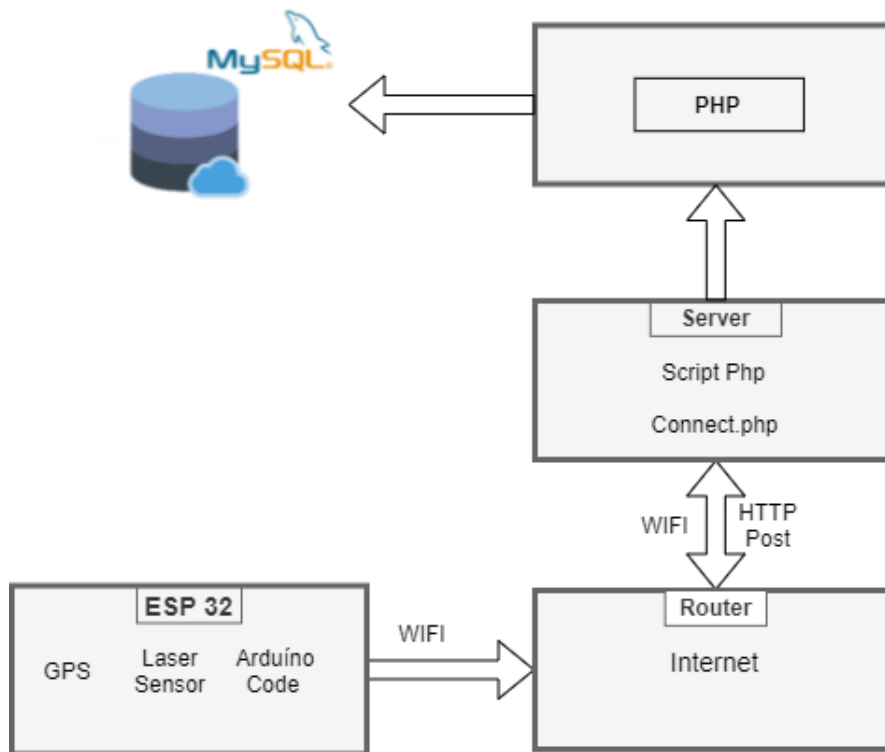 MySQL
PHP
Server
Script Php
Connect.php
WIFI
HTTP
Post
ESP 32
GPS
Laser
Sensor
Arduíno
Code
WIFI
Router
Internet